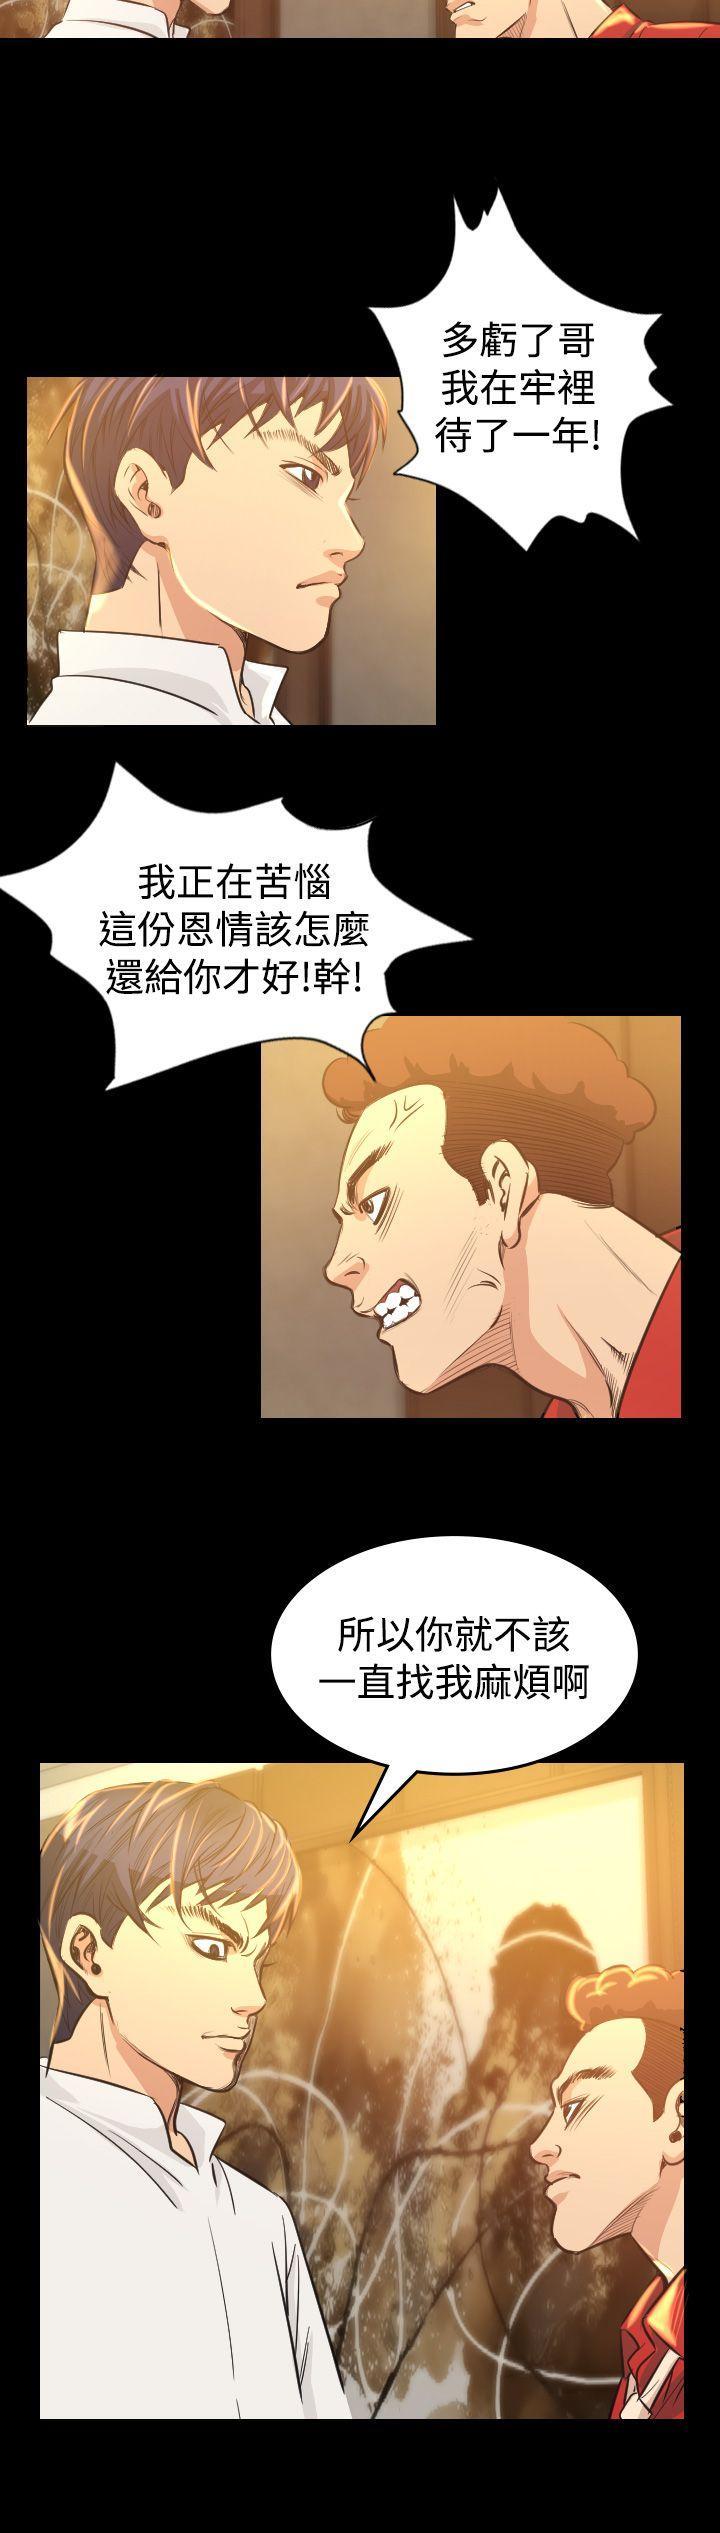 多虧了哥
我在牢裡
待了一年!
我正在苦惱
這份恩情該怎麼
還給你才好!幹!
所以你就不該
一直找我麻煩啊